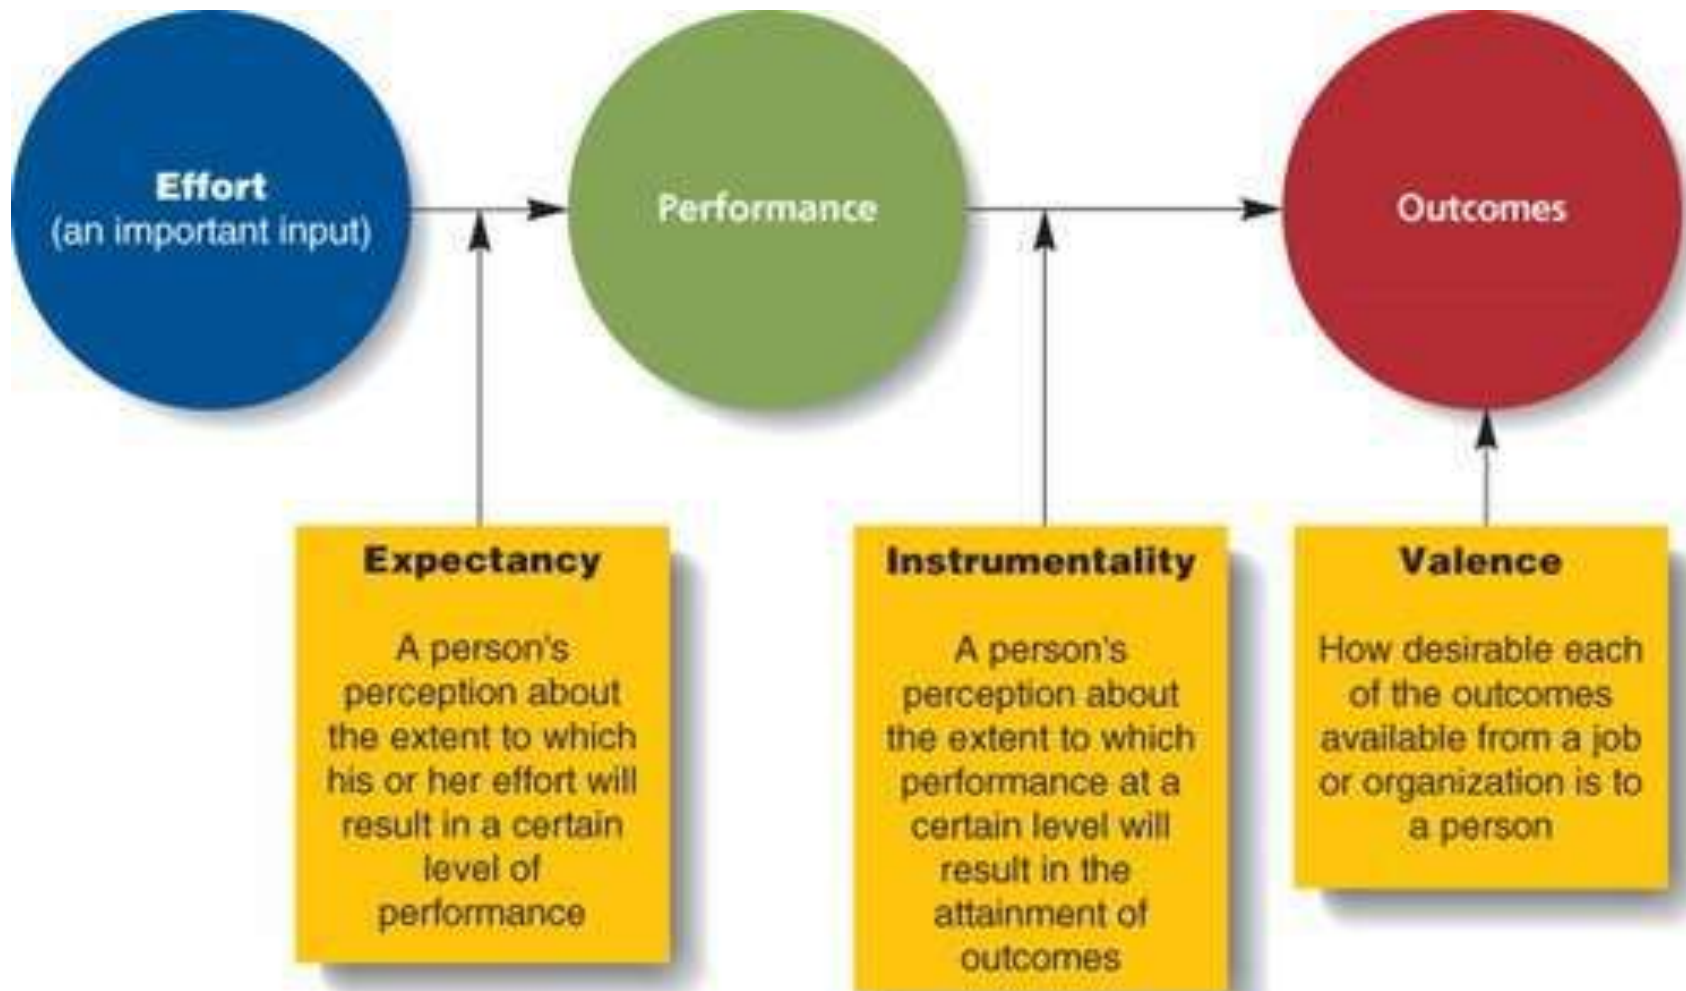 Effort
(an important input)
Performance
Outcomes
Expectancy
A person's
perception about
the extent to which
his or her effort will
result in a certain
level of
performance
Instrumentality
A person's
perception about
the extent to which
performance at a
certain level will
result in the
attainment of
outcomes
Valence
How desirable each
of the outcomes
available from a job
or organization is to
a person